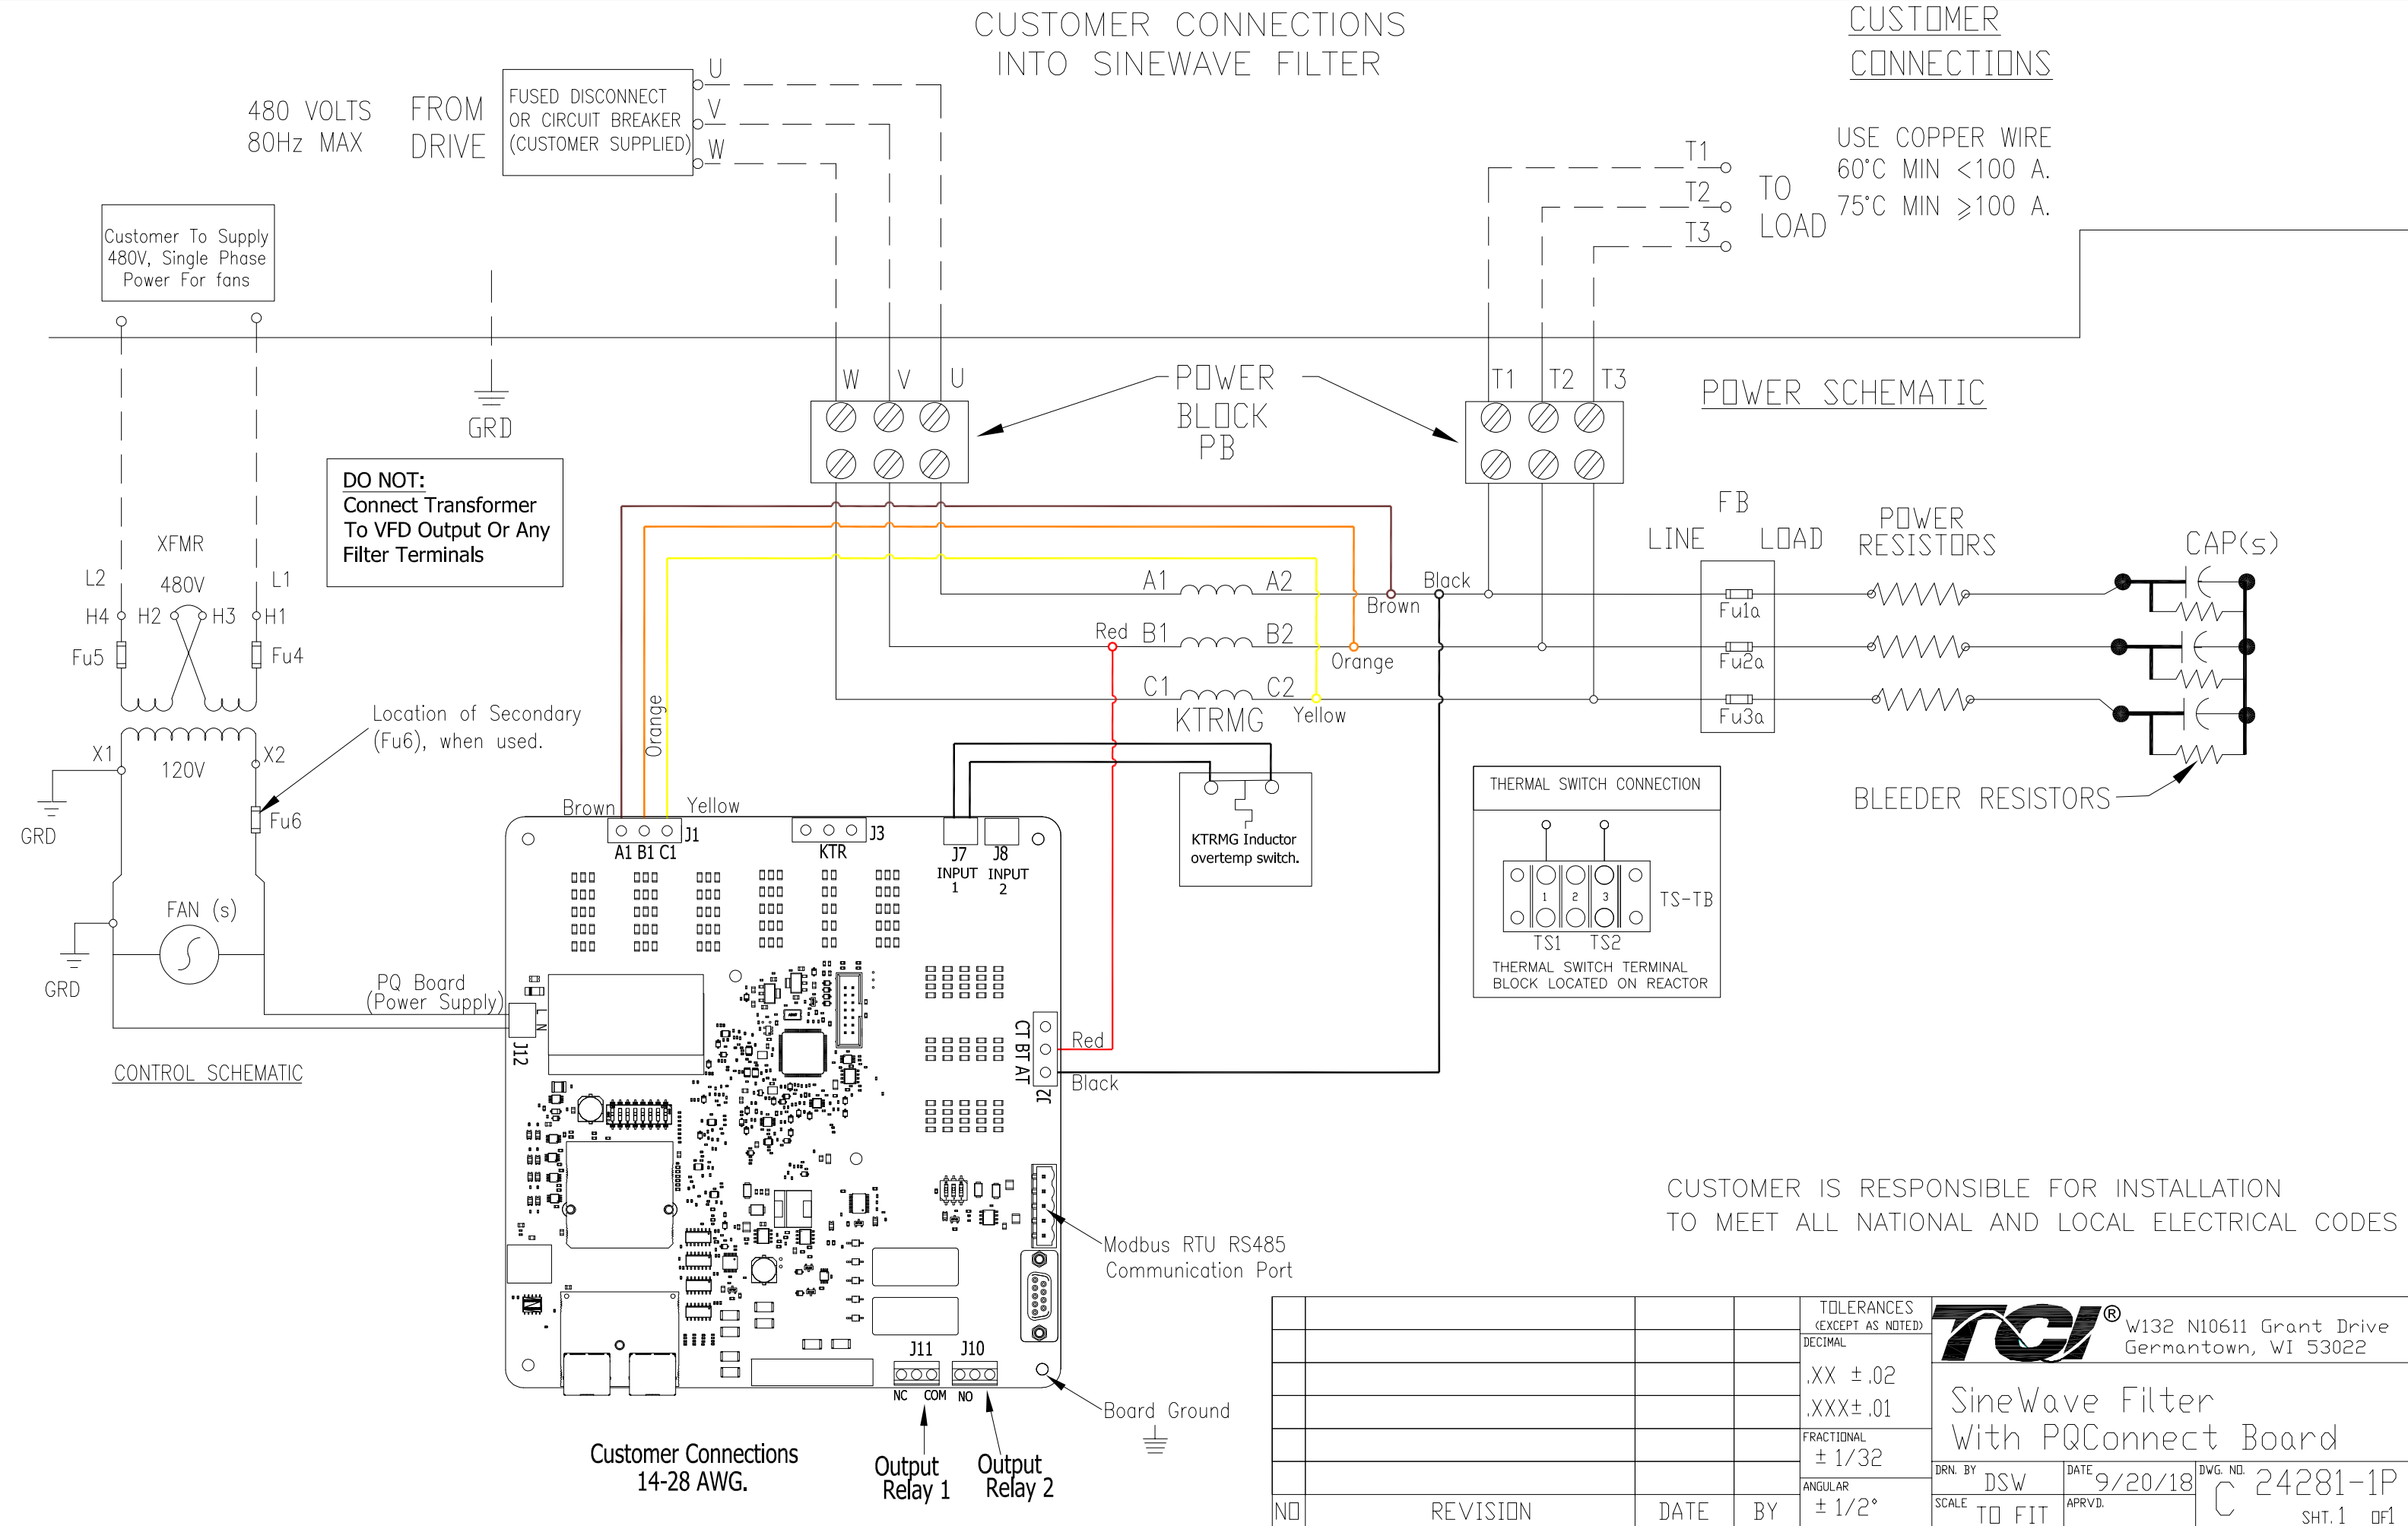 CUSTOMER CONNECTIONS
INTO SINEWAVE FILTER
CUSTOMER
CONNECTIONS
480 VOLTS
80Hz MAX
FROM
DRIVE
FUSED DISCONNECT
OR CIRCUIT BREAKER
(CUSTOMER SUPPLIED)
U
V
W
T1
T2
T3
TO
LOAD
USE COPPER WIRE
60°C MIN <100 A.
75°C MIN ≥100 A.
Customer To Supply
480V, Single Phase
Power For fans
GRD
W V U
POWER
BLOCK
PB
T1 T2 T3
POWER SCHEMATIC
DO NOT:
Connect Transformer
To VFD Output Or Any
Filter Terminals
XFMR
480V
L2
L1
H4
H2
H3
H1
Fu5
Fu4
Location of Secondary
(Fu6), when used.
X1
120V
X2
GRD
Fu6
FAN (s)
GRD
PQ Board
(Power Supply)
CONTROL SCHEMATIC
FB
LINE
LOAD
POWER
RESISTORS
CAP(s)
A1
A2
Brown
Black
Red
B1
B2
Orange
C1
C2
KTRMG
Yellow
Fu1a
Fu2a
Fu3a
BLEEDER RESISTORS
Orange
Brown
Yellow
J1
A1 B1 C1
J3
KTR
J7
INPUT
1
J8
INPUT
2
KTRMG Inductor
overtemp switch.
THERMAL SWITCH CONNECTION
1
2
3
TS-TB
TS1
TS2
THERMAL SWITCH TERMINAL
BLOCK LOCATED ON REACTOR
L
N
J12
CT BT AT
J2
Red
Black
Modbus RTU RS485
Communication Port
J11
J10
NC
COM
NO
Board Ground
Customer Connections
14-28 AWG.
Output
Relay 1
Output
Relay 2
CUSTOMER IS RESPONSIBLE FOR INSTALLATION
TO MEET ALL NATIONAL AND LOCAL ELECTRICAL CODES
NO
REVISION
DATE
BY
TOLERANCES
(EXCEPT AS NOTED)
DECIMAL
.XX ±.02
.XXX±.01
FRACTIONAL
± 1/32
ANGULAR
± 1/2°
TCI®
W132 N10611 Grant Drive
Germantown, WI 53022
SineWave Filter
With PQConnect Board
DRN. BY DSW
DATE 9/20/18
DWG. NO.
C 24281-1P
SCALE TO FIT
APRVD.
SHT. 1 OF1